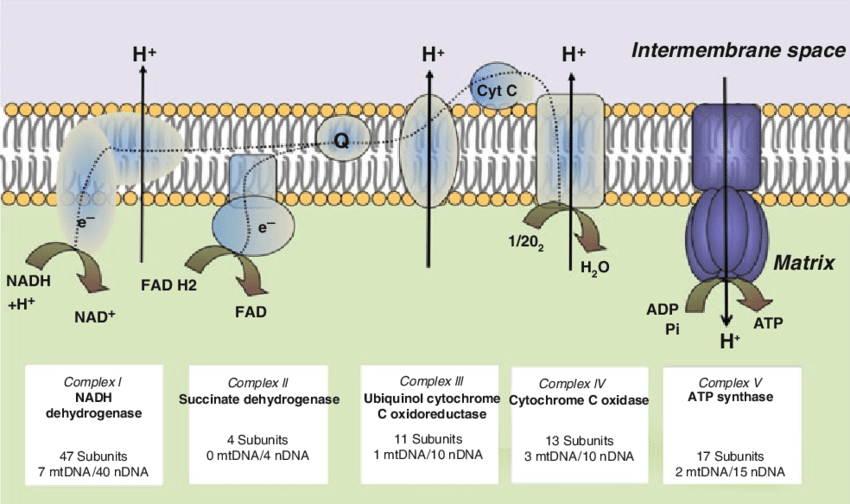 H+
H+
H+
Intermembrane space
Cyt C
Q
e–
e–
1/20₂
H₂O
Matrix
NADH
+H⁺
NAD⁺
FAD H2
FAD
ADP
Pi
ATP
H⁺
Complex I
NADH
dehydrogenase
47 Subunits
7 mtDNA/40 nDNA
Complex II
Succinate dehydrogenase
4 Subunits
0 mtDNA/4 nDNA
Complex III
Ubiquinol cytochrome
C oxidoreductase
11 Subunits
1 mtDNA/10 nDNA
Complex IV
Cytochrome C oxidase
13 Subunits
3 mtDNA/10 nDNA
Complex V
ATP synthase
17 Subunits
2 mtDNA/15 nDNA